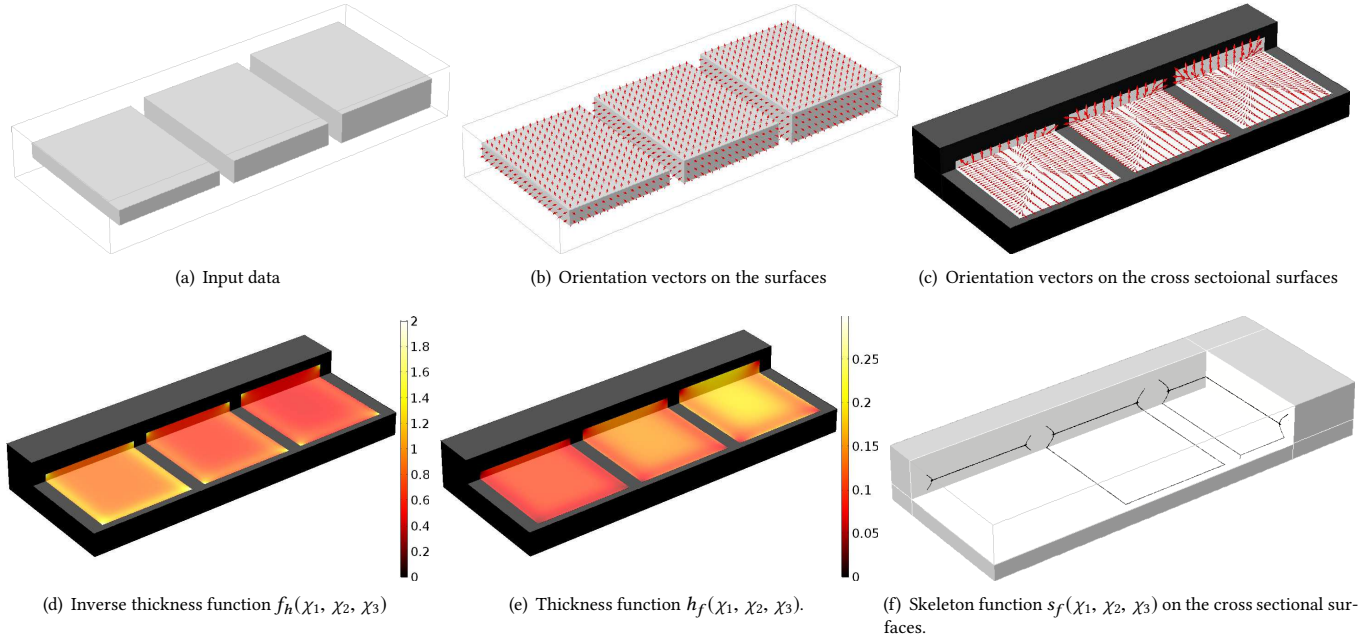 (a) Input data
(b) Orientation vectors on the surfaces
(c) Orientation vectors on the cross sectoional surfaces
2
1.8
1.6
1.4
1.2
1
0.8
0.6
0.4
0.2
0
0.25
0.2
0.15
0.1
0.05
0
(d) Inverse thickness function f_h(χ1, χ2, χ3)
(e) Thickness function h_f(χ1, χ2, χ3).
(f) Skeleton function s_f(χ1, χ2, χ3) on the cross sectional sur-
faces.